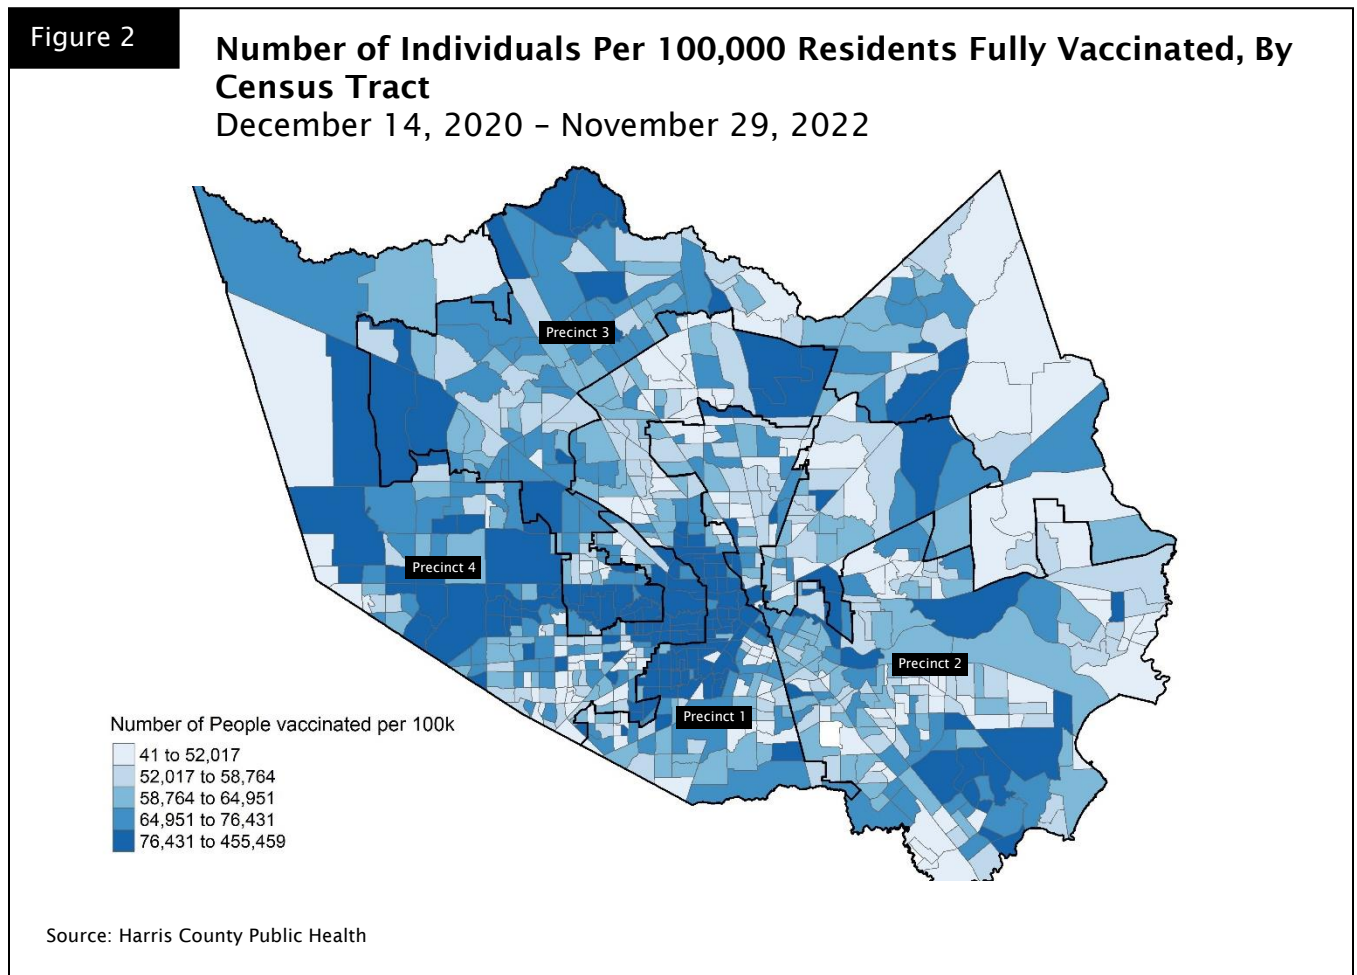 Figure 2
Number of Individuals Per 100,000 Residents Fully Vaccinated, By
Census Tract
December 14, 2020 – November 29, 2022
Precinct 3
Precinct 4
Precinct 2
Precinct 1
Number of People vaccinated per 100k
41 to 52,017
52,017 to 58,764
58,764 to 64,951
64,951 to 76,431
76,431 to 455,459
Source: Harris County Public Health